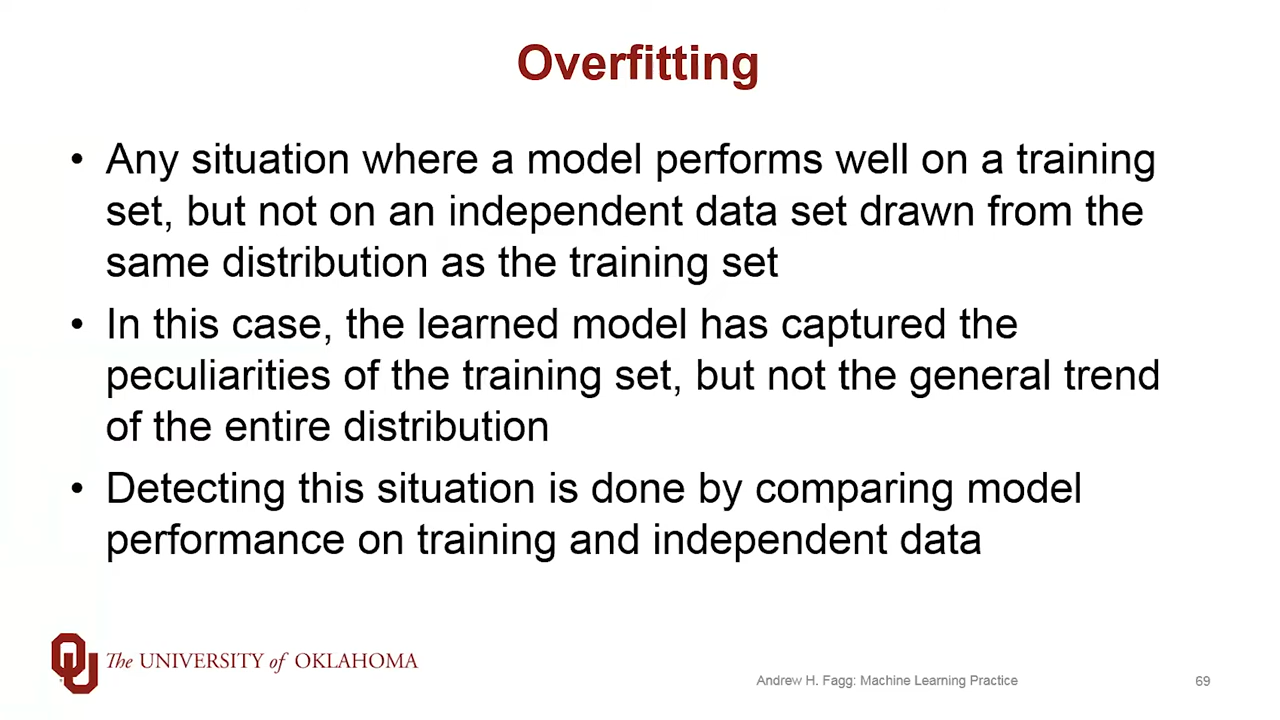 Overfitting
• Any situation where a model performs well on a training
set, but not on an independent data set drawn from the
same distribution as the training set
• In this case, the learned model has captured the
peculiarities of the training set, but not the general trend
of the entire distribution
• Detecting this situation is done by comparing model
performance on training and independent data
The UNIVERSITY of OKLAHOMA
Andrew H. Fagg: Machine Learning Practice
69